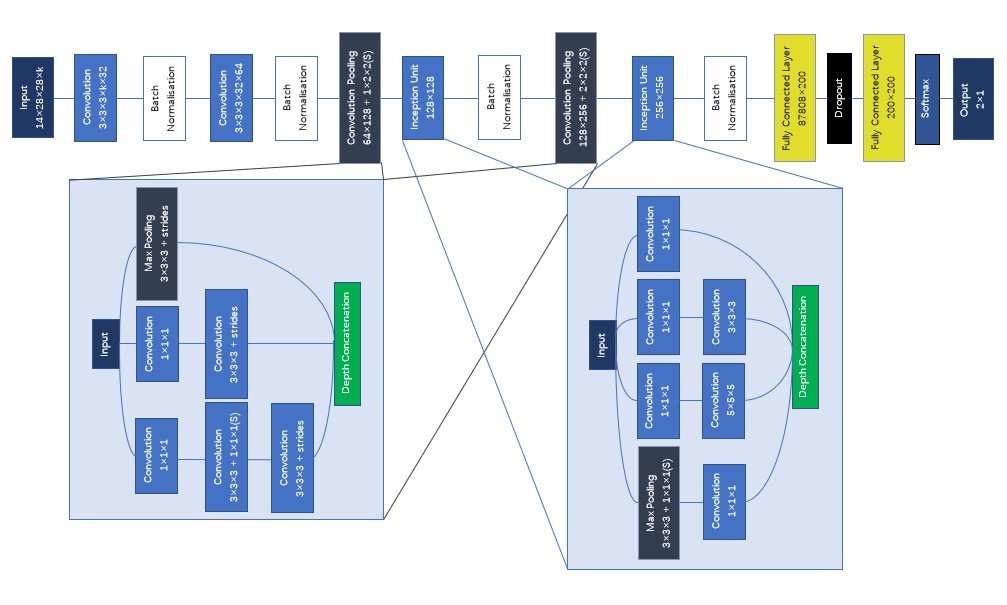 Input
14×28×28×k
Convolution
3×3×3×k×32
Batch
Normalisation
Convolution
3×3×3×32×64
Batch
Normalisation
Convolution Pooling
64×128 + 1×2×2(S)
Inception Unit
128×128
Batch
Normalisation
Convolution Pooling
128×256 + 2×2×2(S)
Inception Unit
256×256
Batch
Normalisation
Fully Connected Layer
87808×200
Dropout
Fully Connected Layer
200×200
Softmax
Output
2×1
Input
Max Pooling
3×3×3 + strides
Convolution
1×1×1
Convolution
3×3×3 + strides
Convolution
1×1×1
Convolution
3×3×3 + 1×1×1(S)
Convolution
3×3×3 + strides
Depth Concatenation
Input
Convolution
1×1×1
Convolution
1×1×1
Convolution
3×3×3
Convolution
1×1×1
Convolution
5×5×5
Max Pooling
3×3×3 + 1×1×1(S)
Convolution
1×1×1
Depth Concatenation